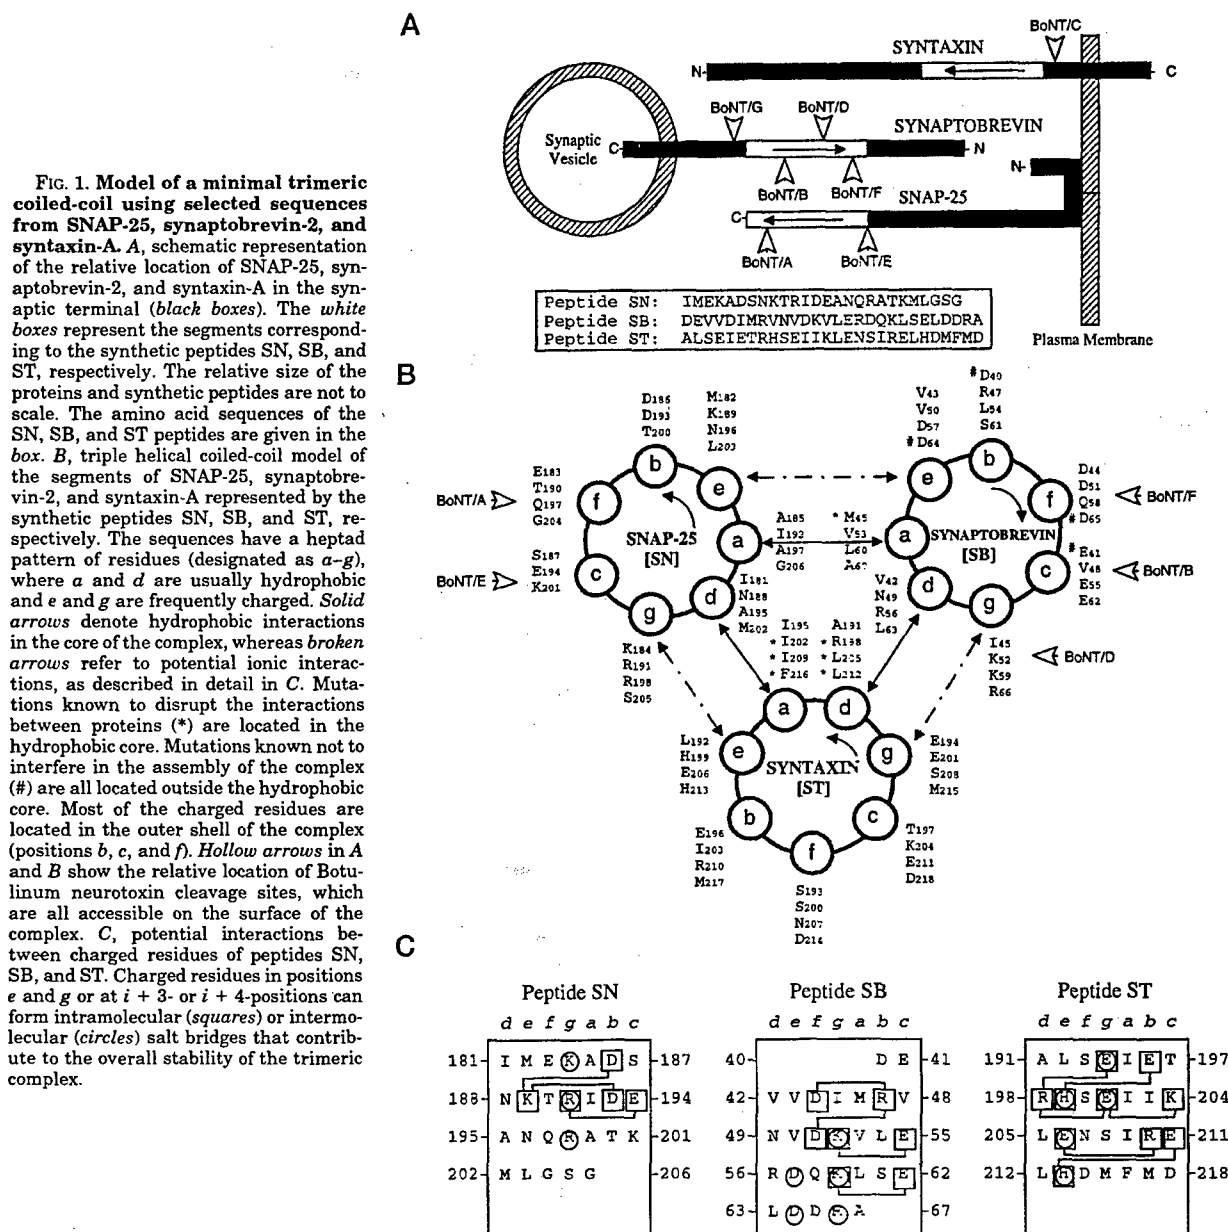 FIG. 1. Model of a minimal trimeric
coiled-coil using selected sequences
from SNAP-25, synaptobrevin-2, and
syntaxin-A. A, schematic representation
of the relative location of SNAP-25, syn-
aptobrevin-2, and syntaxin-A in the syn-
aptic terminal (black boxes). The white
boxes represent the segments correspond-
ing to the synthetic peptides SN, SB, and
ST, respectively. The relative size of the
proteins and synthetic peptides are not to
scale. The amino acid sequences of the
SN, SB, and ST peptides are given in the
box. B, triple helical coiled-coil model of
the segments of SNAP-25, synaptobre-
vin-2, and syntaxin-A represented by the
synthetic peptides SN, SB, and ST, re-
spectively. The sequences have a heptad
pattern of residues (designated as a–g),
where a and d are usually hydrophobic
and e and g are frequently charged. Solid
arrows denote hydrophobic interactions
in the core of the complex, whereas broken
arrows refer to potential ionic interac-
tions, as described in detail in C. Muta-
tions known to disrupt the interactions
between proteins (*) are located in the
hydrophobic core. Mutations known not to
interfere in the assembly of the complex
(#) are all located outside the hydrophobic
core. Most of the charged residues are
located in the outer shell of the complex
(positions b, c, and f). Hollow arrows in A
and B show the relative location of Botu-
linum neurotoxin cleavage sites, which
are all accessible on the surface of the
complex. C, potential interactions be-
tween charged residues of peptides SN,
SB, and ST. Charged residues in positions
e and g or at i + 3- or i + 4-positions can
form intramolecular (squares) or intermo-
lecular (circles) salt bridges that contrib-
ute to the overall stability of the trimeric
complex.
A
BoNT/C
SYNTAXIN
N- C
BoNT/G BoNT/D
SYNAPTOBREVIN
Synaptic
Vesicle
C- N
BoNT/B BoNT/F
N-
SNAP-25
C-
BoNT/A BoNT/E
Peptide SN: IMEKADSNKTRIDEANQRATKMLGSG
Peptide SB: DEVVDIMRVNVDKVLERDQKLSELDDRA
Peptide ST: ALSEIETRHSEIIKLENSIRELHDMFMD
Plasma Membrane
B
D186
D193
T200
M182
K189
N196
L203
V43
V50
D57
# D64
# D40
R47
L54
S61
b
e
E183
T190
Q197
G204
BoNT/A
f
SNAP-25
[SN]
a
A185
I192
A197
G206
* M45
V53
L60
A67
e
b
f
a
SYNAPTOBREVIN
[SB]
D44
D51
Q58
# D65
BoNT/F
S187
E194
K201
BoNT/E
c
g
d
I181
N188
A195
M202
V42
N49
R56
L63
d
g
c
# E41
V48
E55
E62
BoNT/B
K184
R191
R198
S205
I195
* I202
* I209
* F216
A191
* R198
* L205
* L212
I45
K52
K59
R66
BoNT/D
a
d
L192
H199
E206
H213
e
SYNTAXIN
[ST]
g
E194
E201
S208
M215
b
f
c
E196
I203
R210
M217
S193
S200
N207
D214
T197
K204
E211
D218
C
Peptide SN
d e f g a b c
181- I M E K A D S -187
188- N K T R I D E -194
195- A N Q R A T K -201
202- M L G S G -206
Peptide SB
d e f g a b c
40- D E -41
42- V V D I M R V -48
49- N V D K V L E -55
56- R D Q K L S E -62
63- L D D R A -67
Peptide ST
d e f g a b c
191- A L S E I E T -197
198- R H S E I I K -204
205- L E N S I R E -211
212- L H D M F M D -218